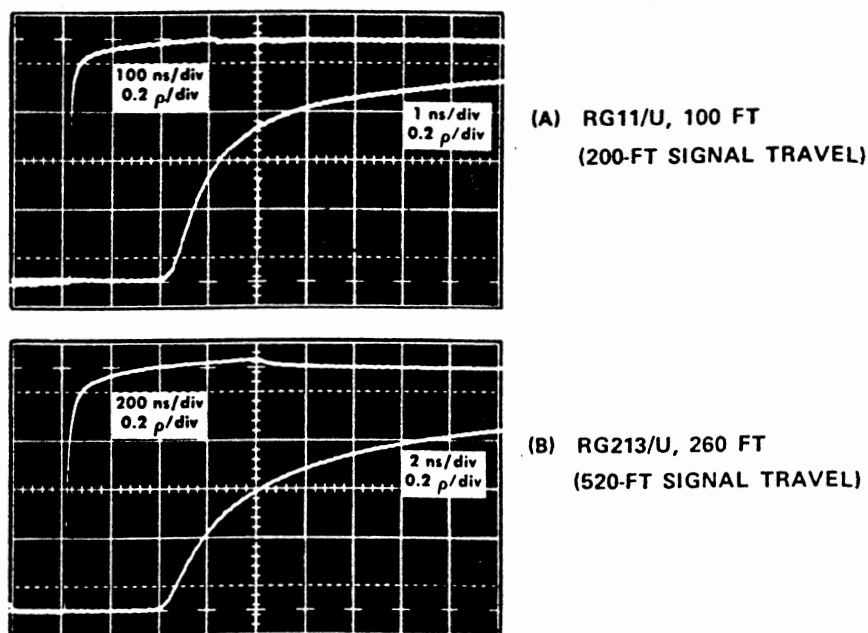 100 ns/div
0.2 ρ/div
1 ns/div
0.2 ρ/div
(A) RG11/U, 100 FT
(200-FT SIGNAL TRAVEL)
200 ns/div
0.2 ρ/div
2 ns/div
0.2 ρ/div
(B) RG213/U, 260 FT
(520-FT SIGNAL TRAVEL)